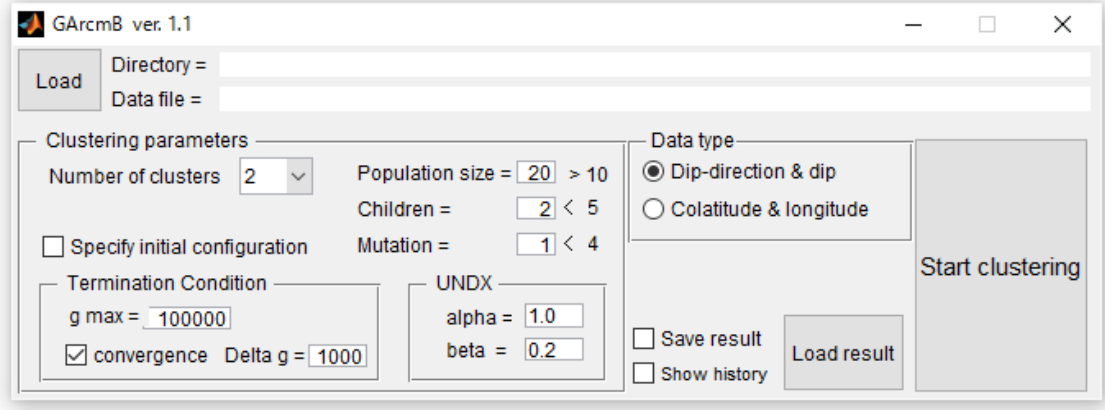 GArcmB ver. 1.1
Load
Directory =
Data file =
Clustering parameters
Number of clusters 2
Population size = 20 > 10
Children = 2 < 5
Specify initial configuration
Mutation = 1 < 4
Termination Condition
g max = 100000
convergence Delta g = 1000
UNDX
alpha = 1.0
beta = 0.2
Data type
Dip-direction & dip
Colatitude & longitude
Save result
Show history
Load result
Start clustering